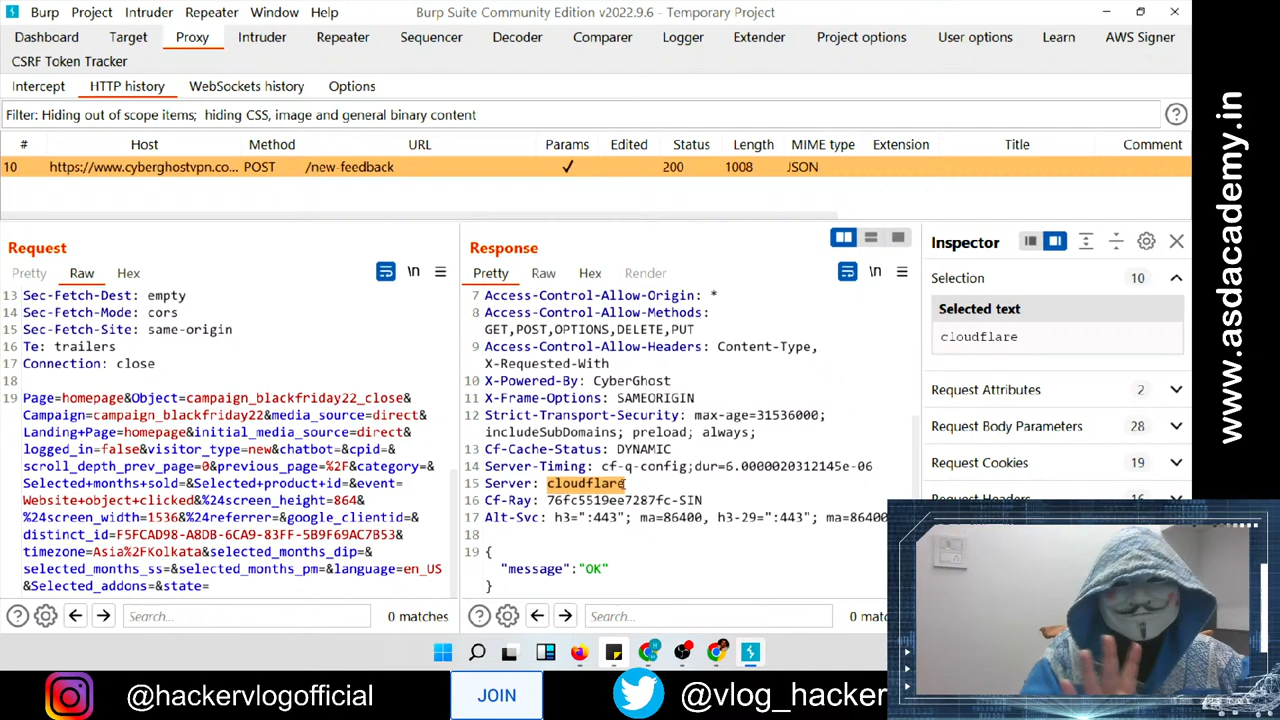 Burp Project Intruder Repeater Window Help Burp Suite Community Edition v2022.9.6 - Temporary Project
Dashboard Target Proxy Intruder Repeater Sequencer Decoder Comparer Logger Extender Project options User options Learn AWS Signer
CSRF Token Tracker
Intercept HTTP history WebSockets history Options
Filter: Hiding out of scope items; hiding CSS, image and general binary content
# Host Method URL Params Edited Status Length MIME type Extension Title Comment
10 https://www.cyberghostvpn.co... POST /new-feedback ✓ 200 1008 JSON
Request
Pretty Raw Hex
\n
13 Sec-Fetch-Dest: empty
14 Sec-Fetch-Mode: cors
15 Sec-Fetch-Site: same-origin
16 Te: trailers
17 Connection: close
18
19 Page=homepage&Object=campaign_blackfriday22_close&
Campaign=campaign_blackfriday22&media_source=direct&
Landing+Page=homepage&initial_media_source=direct&
logged_in=false&visitor_type=new&chatbot=&cpid=&
scroll_depth_prev_page=0&previous_page=%2F&category=&
Selected+months+sold=&Selected+product+id=&event=
Website+object+clicked&%24screen_height=864&
%24screen_width=1536&%24referrer=&google_clientid=&
distinct_id=F5FCAD98-A8DB-6CA9-83FF-5B9F69AC7B53&
timezone=Asia%2FKolkata&selected_months_dip=&
selected_months_ss=&selected_months_pm=&language=en_US
&Selected_addons=&state=
Search... 0 matches
Response
Pretty Raw Hex Render
\n
7 Access-Control-Allow-Origin: *
8 Access-Control-Allow-Methods:
GET,POST,OPTIONS,DELETE,PUT
9 Access-Control-Allow-Headers: Content-Type,
X-Requested-With
10 X-Powered-By: CyberGhost
11 X-Frame-Options: SAMEORIGIN
12 Strict-Transport-Security: max-age=31536000;
includeSubDomains; preload; always;
13 Cf-Cache-Status: DYNAMIC
14 Server-Timing: cf-q-config;dur=6.0000020312145e-06
15 Server: cloudflare
16 Cf-Ray: 76fc5519ee7287fc-SIN
17 Alt-Svc: h3=":443"; ma=86400, h3-29=":443"; ma=86400
18
19 {
"message":"OK"
}
Search... 0 mat
Inspector
Selection 10
Selected text
cloudflare
Request Attributes 2
Request Body Parameters 28
Request Cookies 19
www.asdacademy.in
@hackervlogofficial JOIN @vlog_hacker